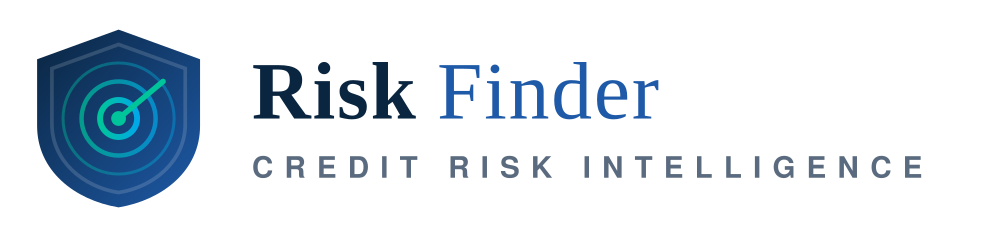 Risk Finder
CREDIT RISK INTELLIGENCE